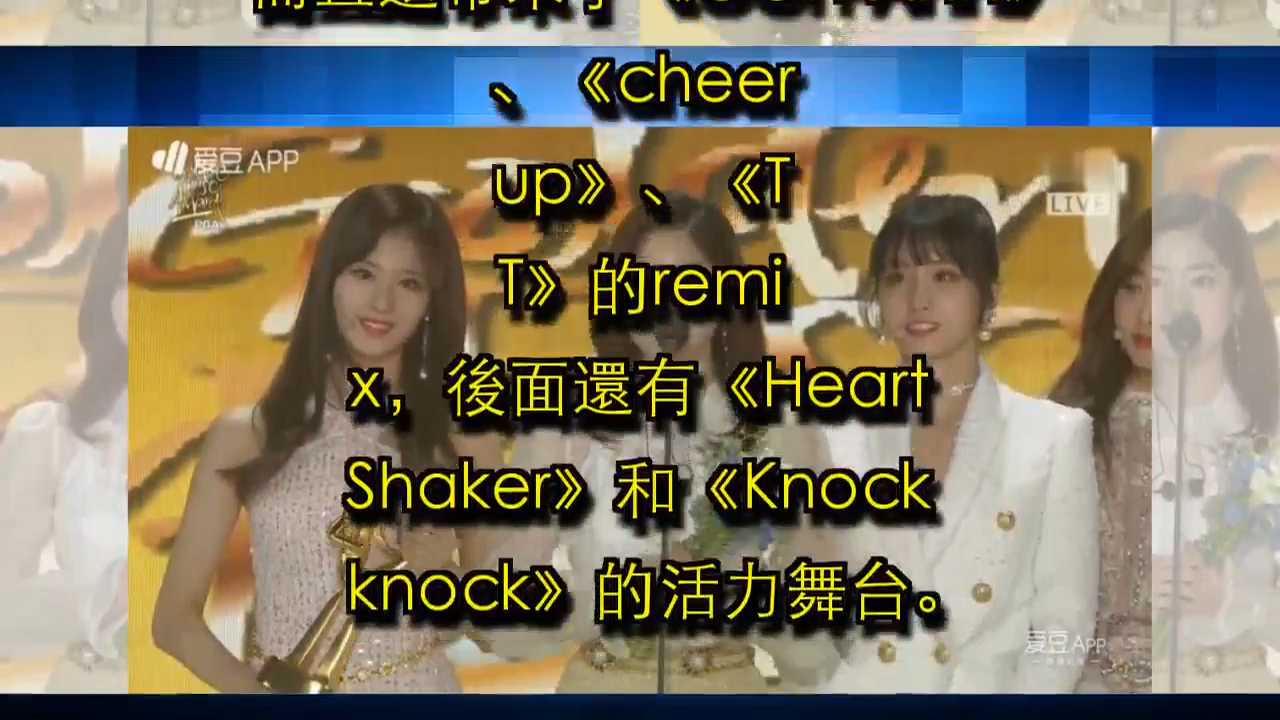 、《cheer
up》、《T
T》的remi
x，後面還有《Heart
Shaker》和《Knock
knock》的活力舞台。
爱豆APP
LIVE
爱豆APP